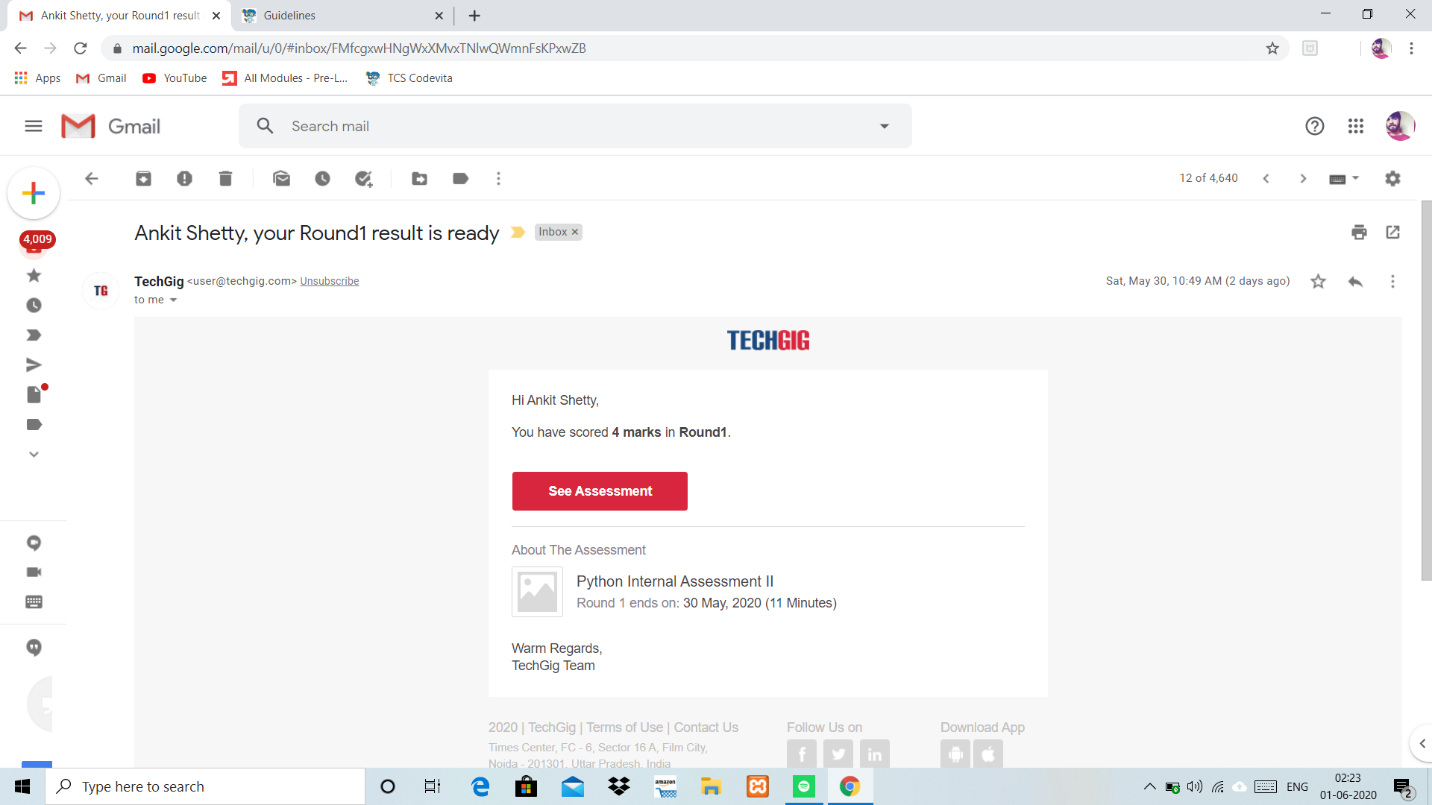 Ankit Shetty, your Round1 result
Guidelines
mail.google.com/mail/u/0/#inbox/FMfcgxwHNgWxXMvxTNlwQWmnFsKPxwZB
Apps Gmail YouTube All Modules - Pre-L... TCS Codevita
Gmail
Search mail
12 of 4,640
4,009
Ankit Shetty, your Round1 result is ready
Inbox ×
TG
TechGig <user@techgig.com> Unsubscribe
Sat, May 30, 10:49 AM (2 days ago)
to me
TECHGIG
Hi Ankit Shetty,
You have scored 4 marks in Round1.
See Assessment
About The Assessment
Python Internal Assessment II
Round 1 ends on: 30 May, 2020 (11 Minutes)
Warm Regards,
TechGig Team
2020 | TechGig | Terms of Use | Contact Us
Follow Us on
Download App
Times Center, FC - 6, Sector 16 A, Film City,
Noida - 201301, Uttar Pradesh, India
Type here to search
amazon
ENG
02:23
01-06-2020
2